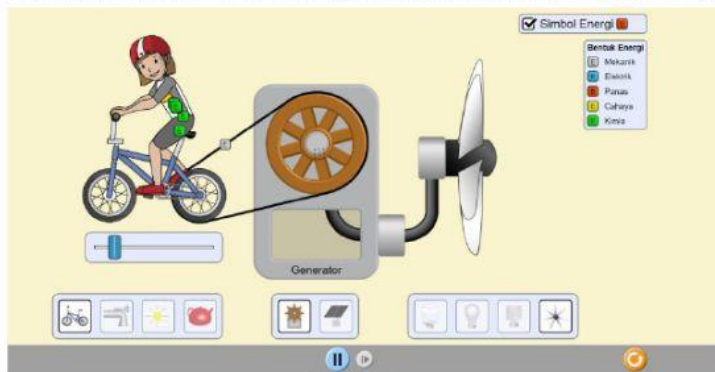 Simbol Energi E
Bentuk Energi
E Mekanik
E Elektrik
E Panas
E Cahaya
E Kimia
E
E
E
E
Generator